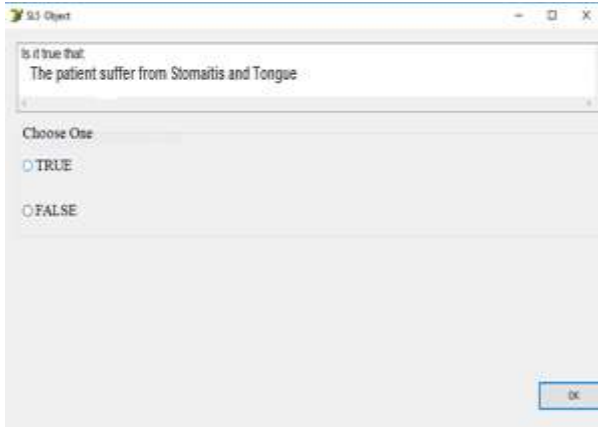 SL5 Object
Is it true that:
The patient suffer from Stomaitis and Tongue
Choose One
TRUE
FALSE
OK